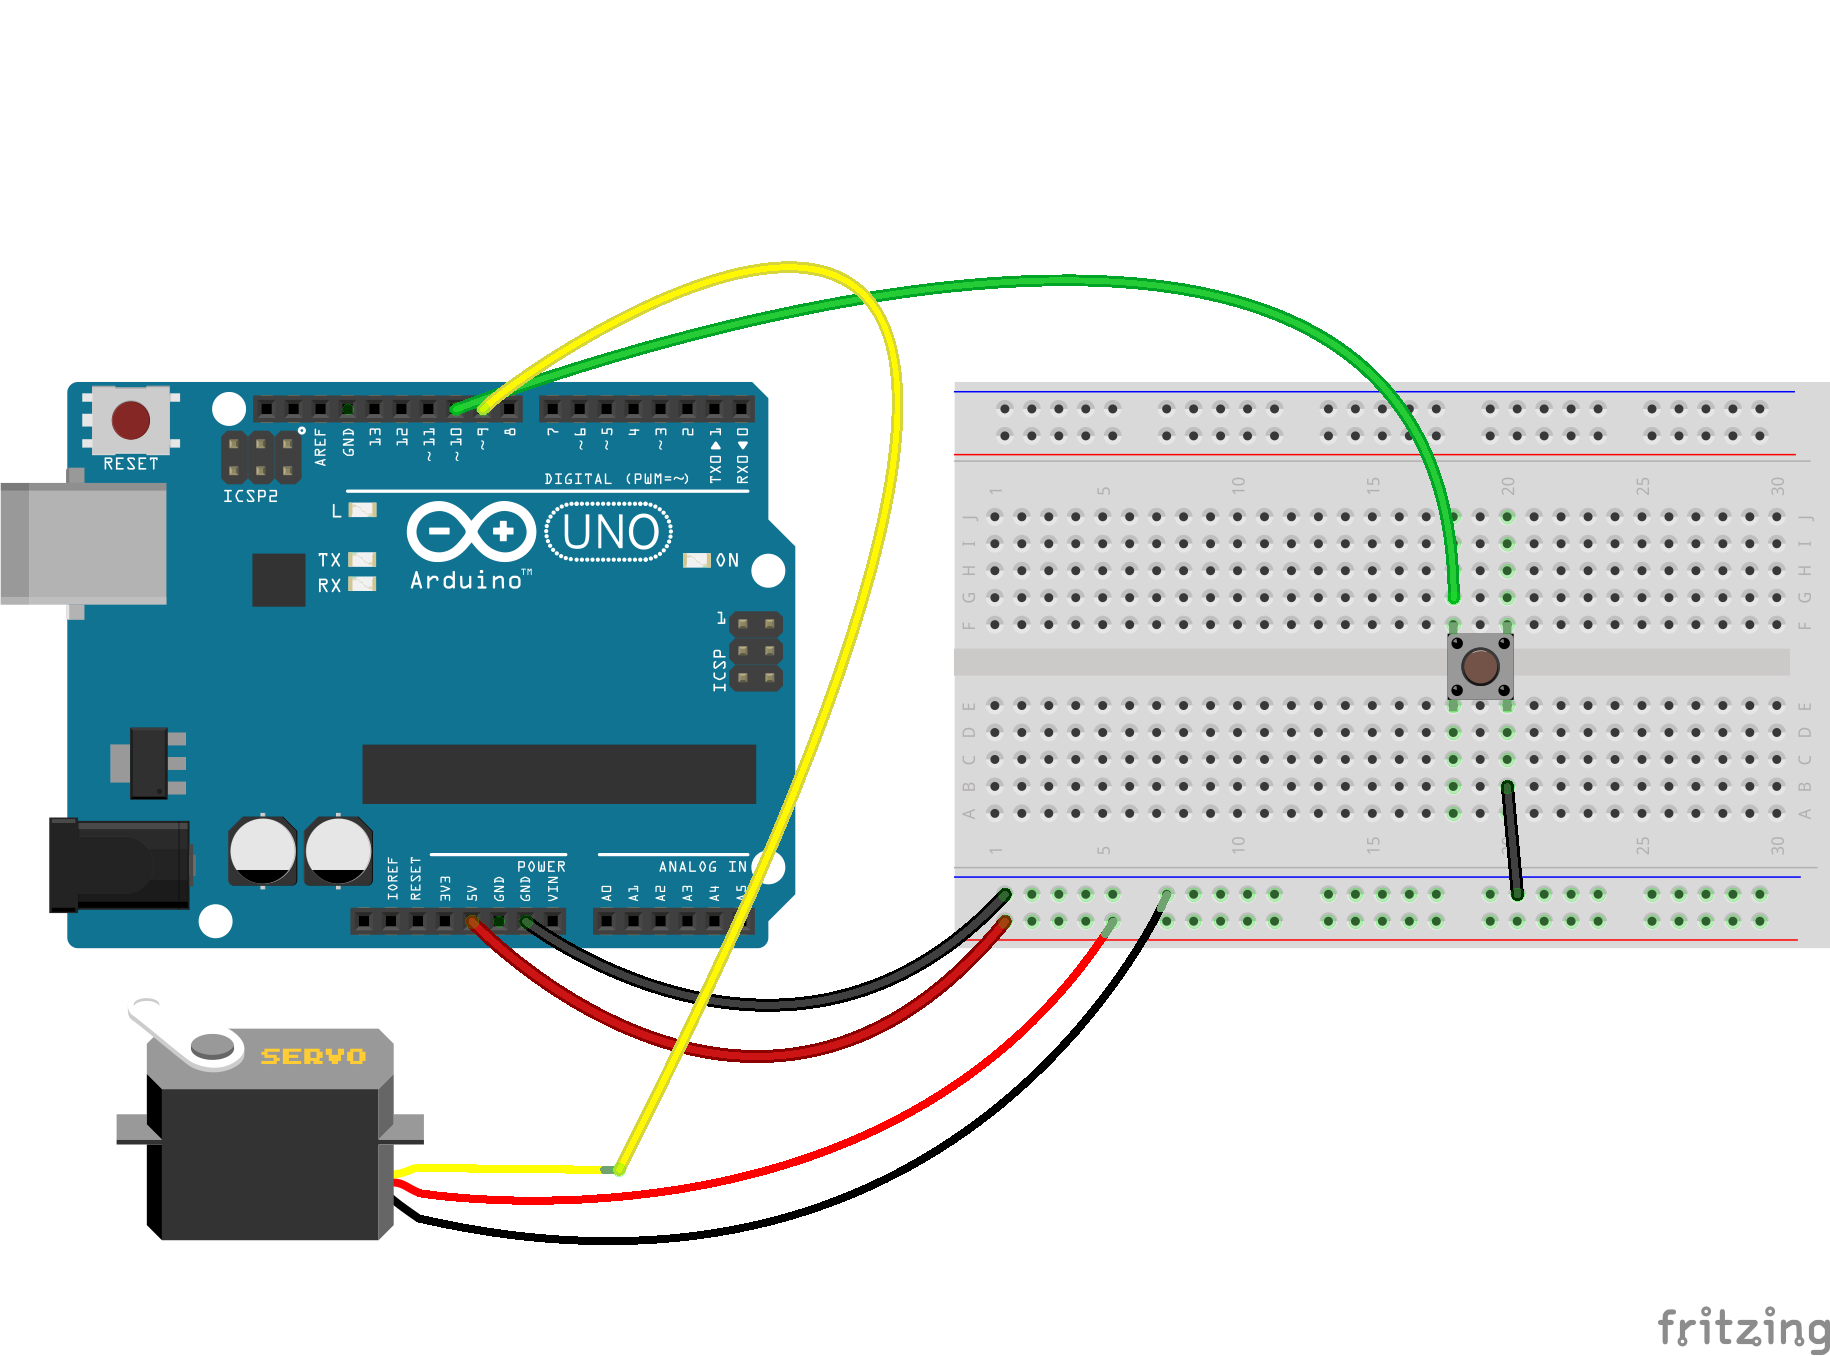 RESET
ICSP2
AREF
GND
13
12
~11
~10
~9
8
7
~6
~5
4
~3
2
TX0▶1
RX0◀0
DIGITAL (PWM=~)
L
TX
RX
UNO
Arduino™
ON
1
ICSP
IOREF
RESET
3V3
5V
GND
GND
VIN
POWER
ANALOG IN
A0
A1
A2
A3
A4
A5
1 5 10 15 20 25 30
J J
I I
H H
G G
F F
E E
D D
C C
B B
A A
1 5 10 15 20 25 30
SERVO
fritzing